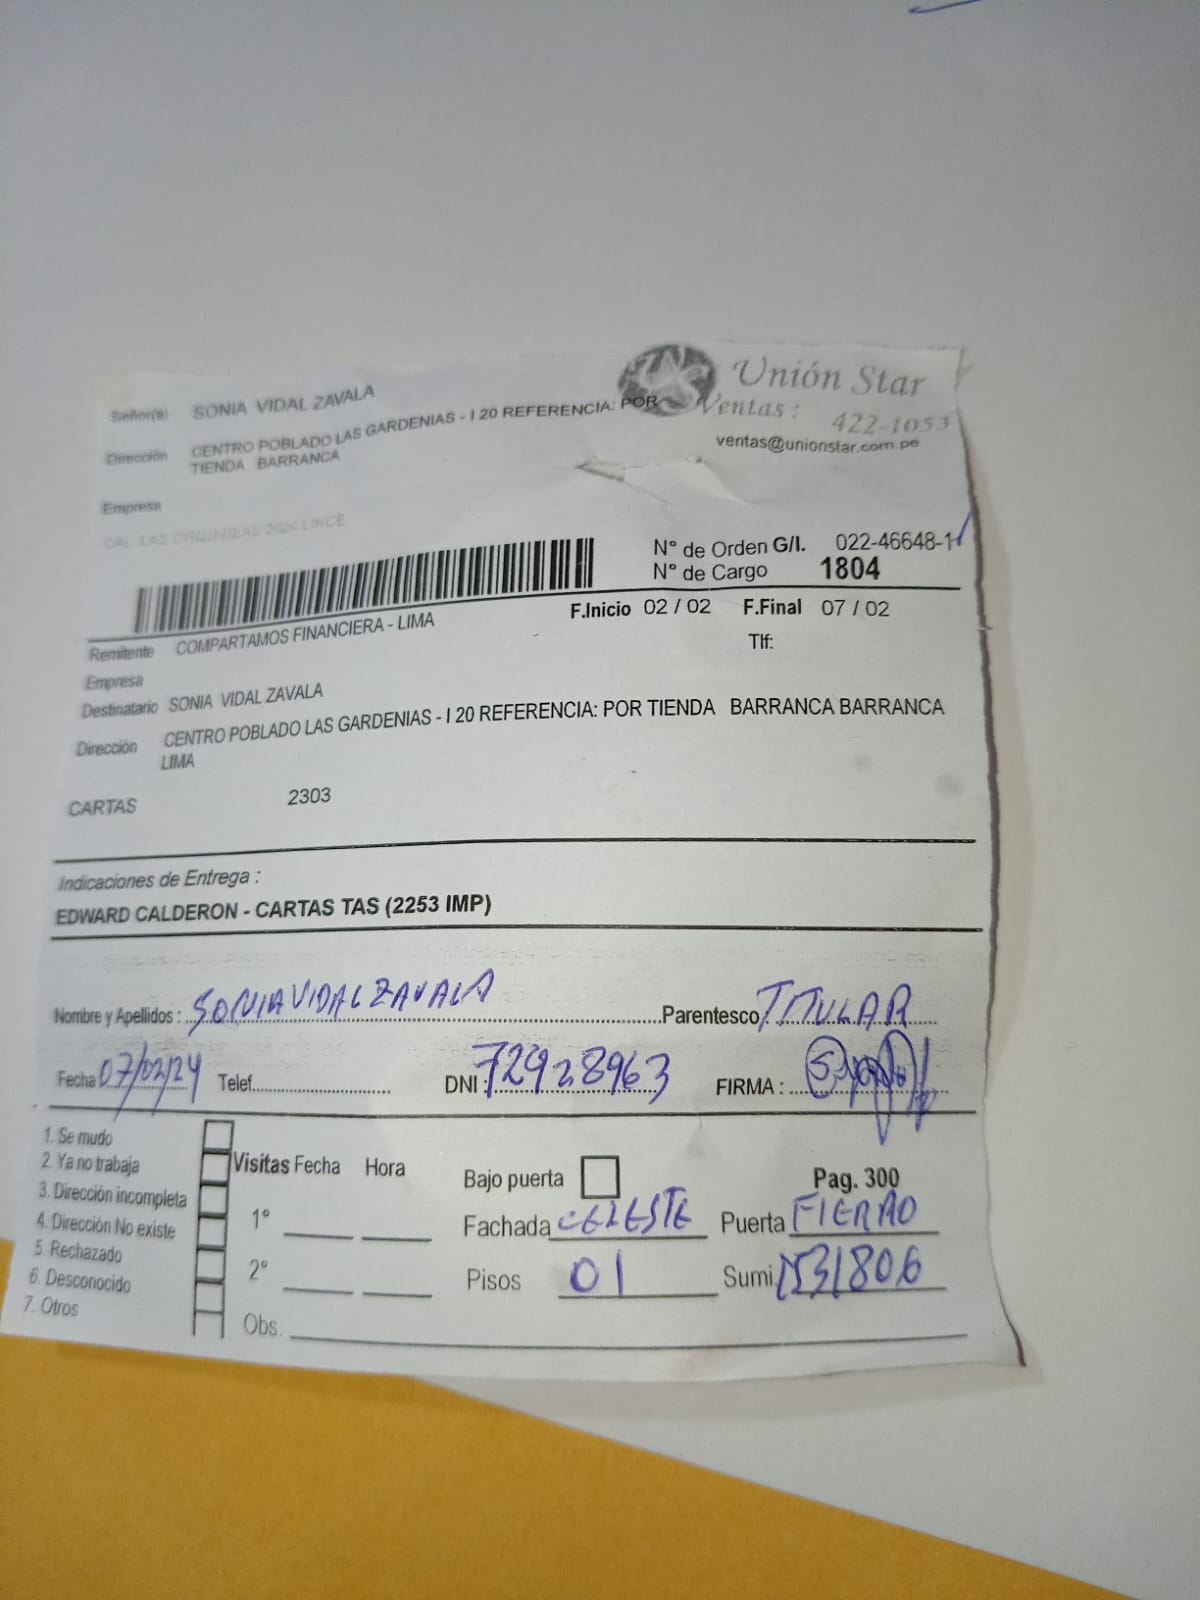 Unión Star
Ventas :
422-1053
ventas@unionstar.com.pe
Señor(a) SONIA VIDAL ZAVALA
Dirección CENTRO POBLADO LAS GARDENIAS - I 20 REFERENCIA: POR
TIENDA BARRANCA
Empresa
CAL. LAS ORQUIDEAS 2624 LINCE
N° de Orden G/I. 022-46648-1
N° de Cargo 1804
F.Inicio 02 / 02 F.Final 07 / 02
Remitente COMPARTAMOS FINANCIERA - LIMA Tlf:
Empresa
Destinatario SONIA VIDAL ZAVALA
Dirección CENTRO POBLADO LAS GARDENIAS - I 20 REFERENCIA: POR TIENDA BARRANCA BARRANCA
LIMA
CARTAS 2303
Indicaciones de Entrega :
EDWARD CALDERON - CARTAS TAS (2253 IMP)
Nombre y Apellidos : SONIA VIDAL ZAVALA Parentesco TITULAR
Fecha 07/02/24 Telef. DNI : 72928963 FIRMA :
1. Se mudo
2. Ya no trabaja
3. Dirección incompleta
4. Dirección No existe
5. Rechazado
6. Desconocido
7. Otros
Visitas Fecha Hora
1°
2°
Obs.
Bajo puerta Pag. 300
Fachada CELESTE Puerta FIERRO
Pisos 01 Sumi.